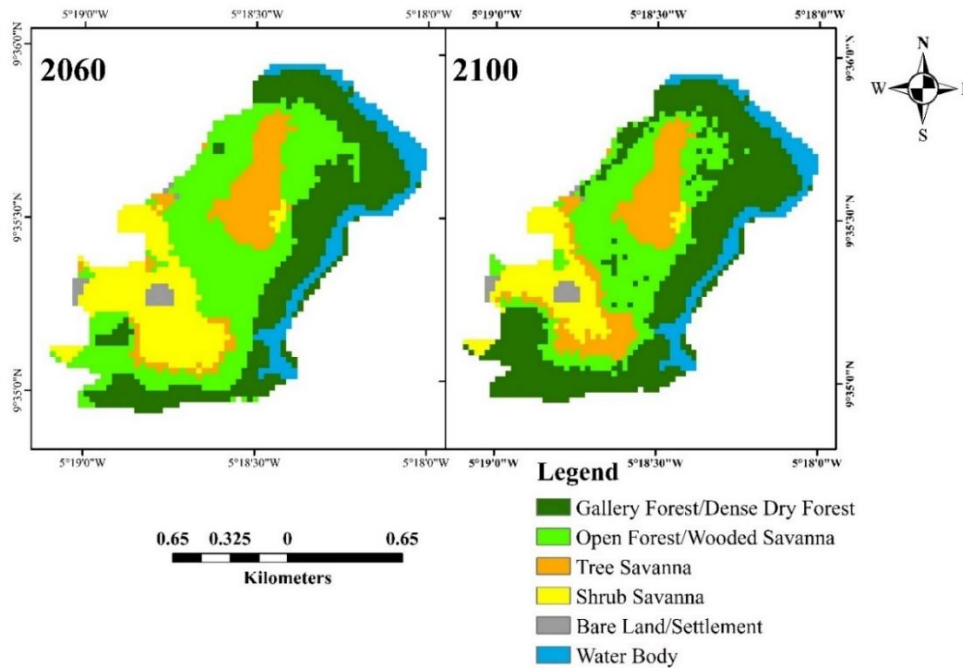 5°19'0"W 5°18'30"W 5°18'0"W 5°19'0"W 5°18'30"W 5°18'0"W
9°36'0"N 9°36'0"N
2060 2100
N
W
S
9°35'30"N 9°35'30"N
9°35'0"N 9°35'0"N
5°19'0"W 5°18'30"W 5°18'0"W 5°19'0"W 5°18'30"W 5°18'0"W
Legend
Gallery Forest/Dense Dry Forest
Open Forest/Wooded Savanna
Tree Savanna
Shrub Savanna
Bare Land/Settlement
Water Body
0.65 0.325 0 0.65
Kilometers